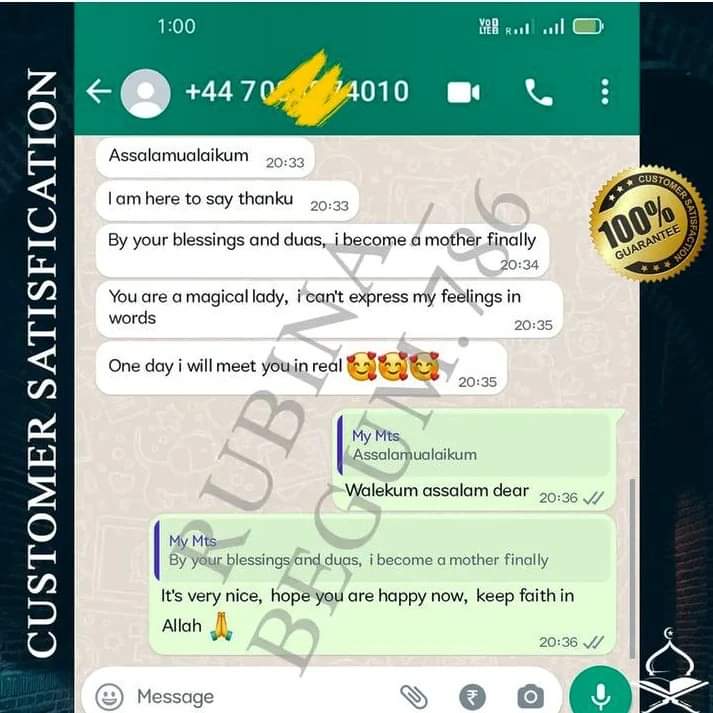 1:00
VoD
LTEB
R
+44 70 4010
Assalamualaikum 20:33
I am here to say thanku 20:33
By your blessings and duas, i become a mother finally
20:34
You are a magical lady, i can't express my feelings in
words
20:35
One day i will meet you in real 🥰🥰🥰
20:35
My Mts
Assalamualaikum
Walekum assalam dear 20:36
My Mts
By your blessings and duas, i become a mother finally
It's very nice, hope you are happy now, keep faith in
Allah 🙏
20:36
Message
₹
CUSTOMER SATISFICATION
CUSTOMER SATISFACTION
100%
GUARANTEE
RUBINA
BEGUM.786